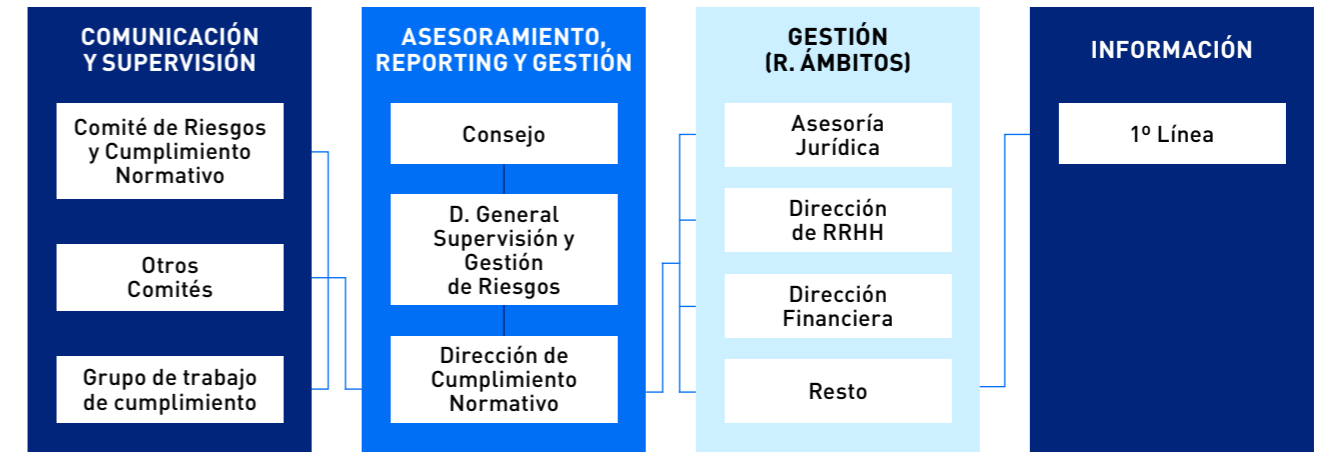 COMUNICACIÓN
Y SUPERVISIÓN
Comité de Riesgos
y Cumplimiento
Normativo
Otros
Comités
Grupo de trabajo
de cumplimiento
ASESORAMIENTO,
REPORTING Y GESTIÓN
Consejo
D. General
Supervisión y
Gestión
de Riesgos
Dirección de
Cumplimiento
Normativo
GESTIÓN
(R. ÁMBITOS)
Asesoría
Jurídica
Dirección
de RRHH
Dirección
Financiera
Resto
INFORMACIÓN
1º Línea